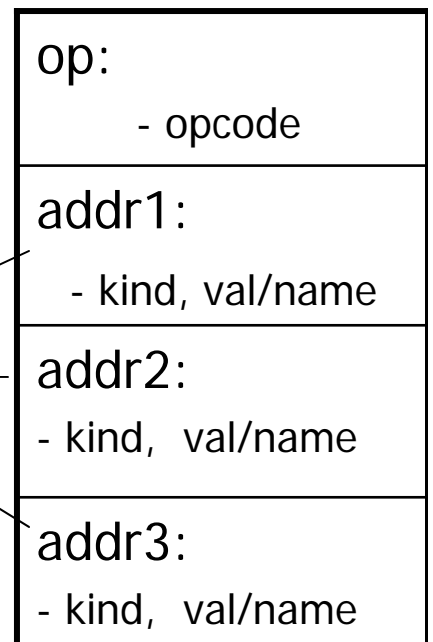 op:
- opcode
addr1:
- kind, val/name
addr2:
- kind, val/name
addr3:
- kind, val/name